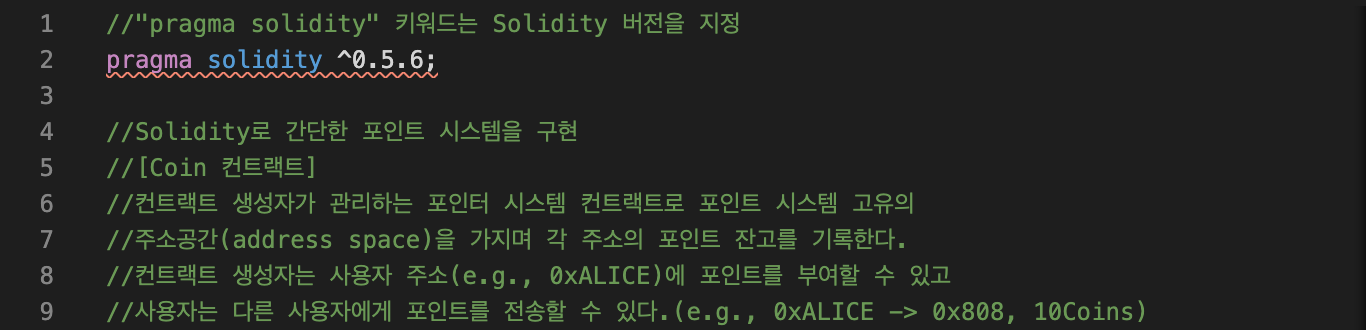 1 //"pragma solidity" 키워드는 Solidity 버전을 지정
2 pragma solidity ^0.5.6;
3
4 //Solidity로 간단한 포인트 시스템을 구현
5 //[Coin 컨트랙트]
6 //컨트랙트 생성자가 관리하는 포인터 시스템 컨트랙트로 포인트 시스템 고유의
7 //주소공간(address space)을 가지며 각 주소의 포인트 잔고를 기록한다.
8 //컨트랙트 생성자는 사용자 주소(e.g., 0xALICE)에 포인트를 부여할 수 있고
9 //사용자는 다른 사용자에게 포인트를 전송할 수 있다.(e.g., 0xALICE -> 0x808, 10Coins)